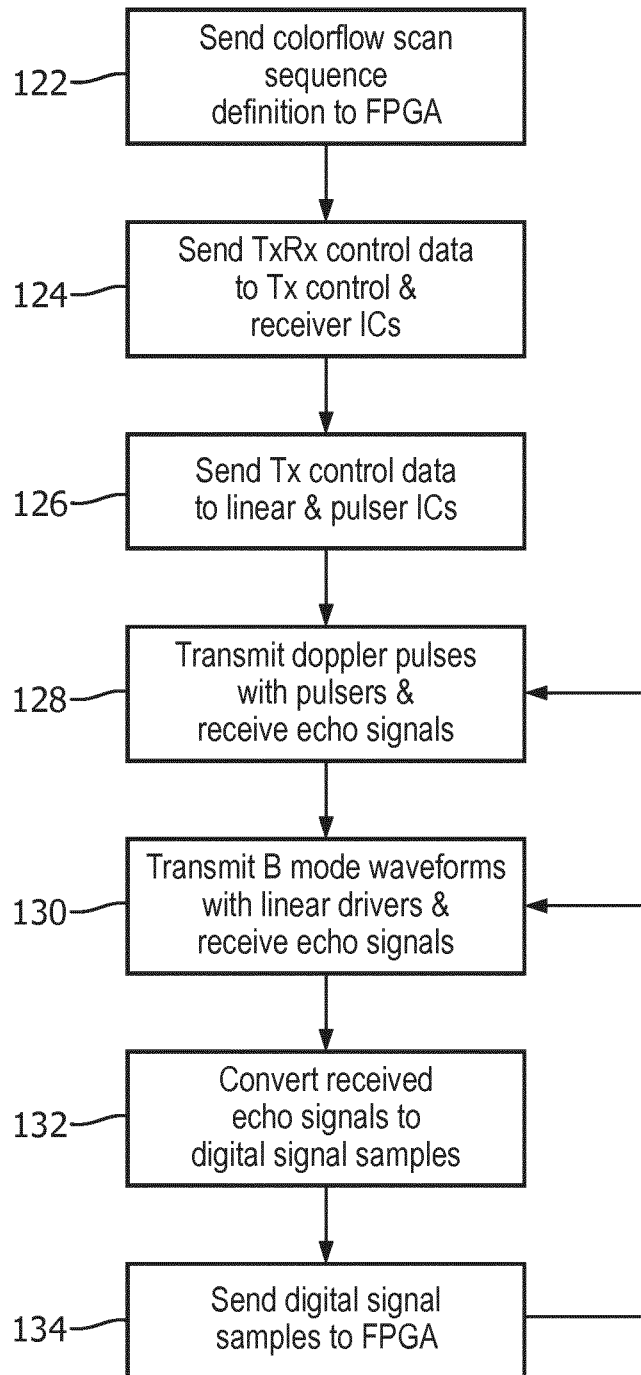 122
Send colorflow scan
sequence
definition to FPGA
124
Send TxRx control data
to Tx control &
receiver ICs
126
Send Tx control data
to linear & pulser ICs
128
Transmit doppler pulses
with pulsers &
receive echo signals
130
Transmit B mode waveforms
with linear drivers &
receive echo signals
132
Convert received
echo signals to
digital signal samples
134
Send digital signal
samples to FPGA